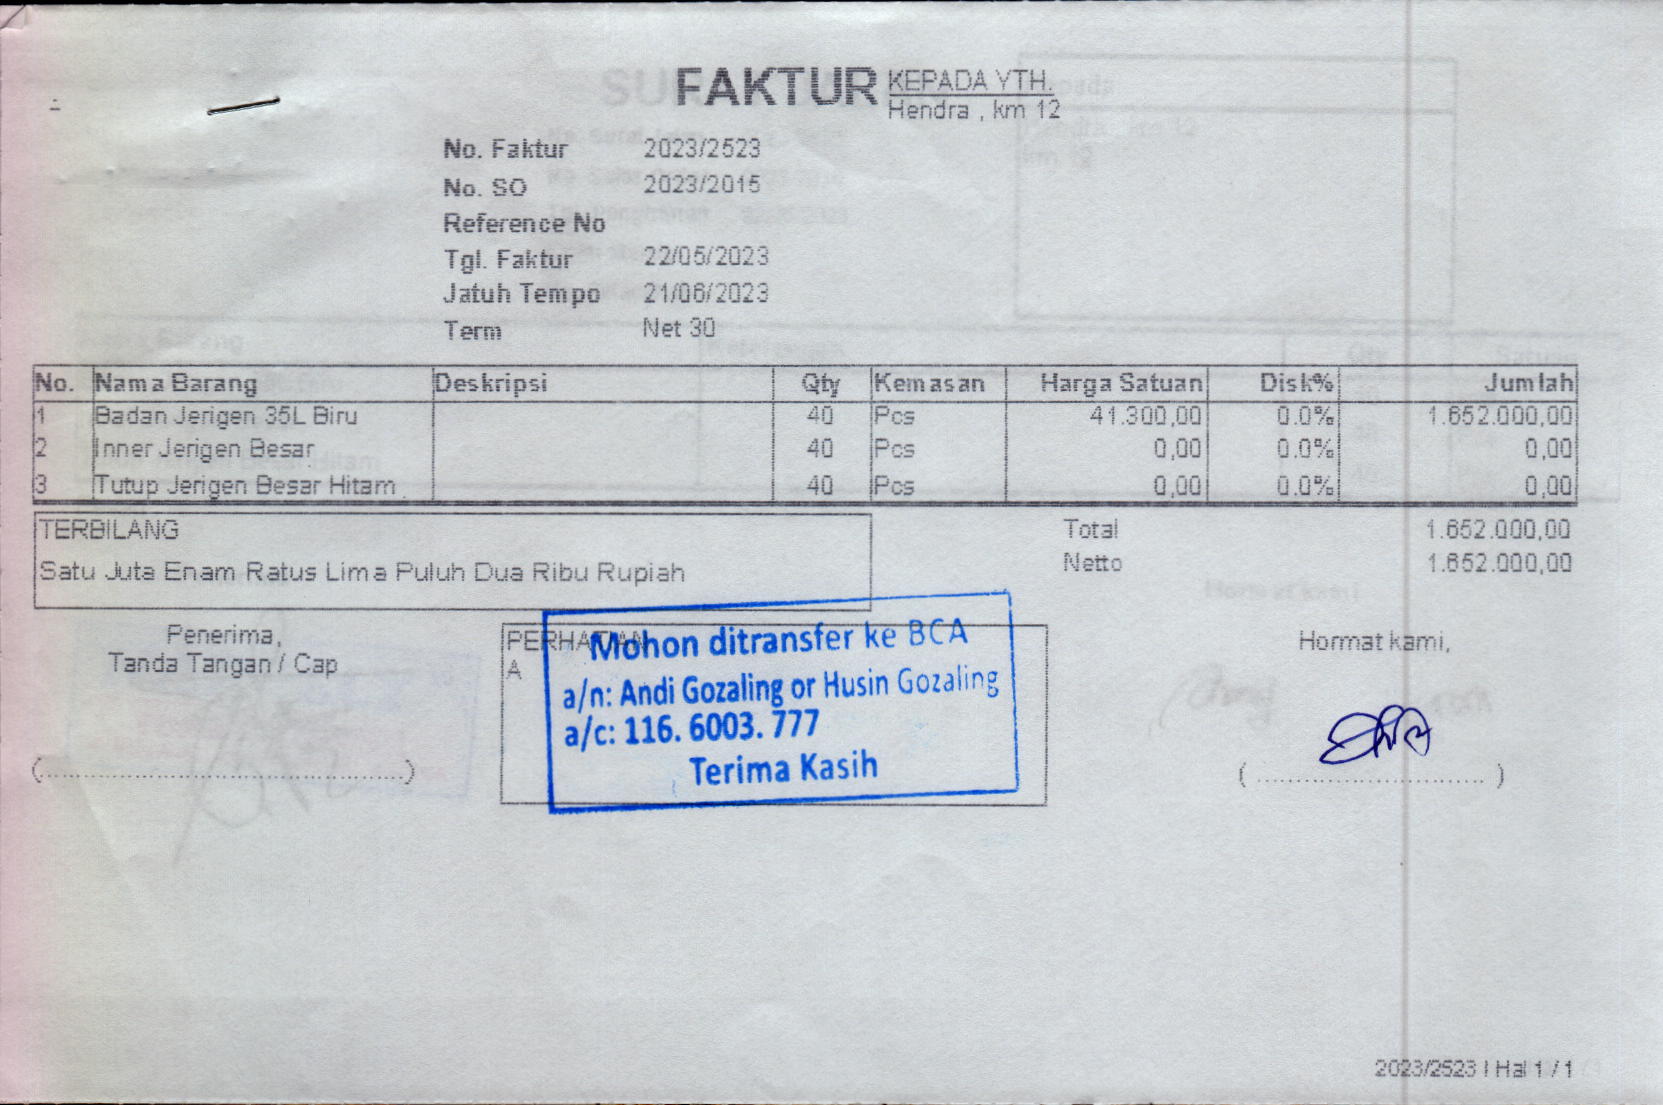 FAKTUR
KEPADA YTH.
Hendra , km 12
No. Faktur 2023/2523
No. SO 2023/2015
Reference No
Tgl. Faktur 22/05/2023
Jatuh Tempo 21/06/2023
Term Net 30
No. Nama Barang Deskripsi Qty Kemasan Harga Satuan Disk% Jumlah
1 Badan Jerigen 35L Biru 40 Pcs 41.300,00 0.0% 1.652.000,00
2 Inner Jerigen Besar 40 Pcs 0,00 0.0% 0,00
3 Tutup Jerigen Besar Hitam 40 Pcs 0,00 0.0% 0,00
TERBILANG
Satu Juta Enam Ratus Lima Puluh Dua Ribu Rupiah
Total 1.652.000,00
Netto 1.652.000,00
Penerima,
Tanda Tangan / Cap
(............................................)
PERHATIAN
A
Mohon ditransfer ke BCA
a/n: Andi Gozaling or Husin Gozaling
a/c: 116. 6003. 777
Terima Kasih
Hormat kami,
( ............................ )
2023/2523 | Hal 1 / 1